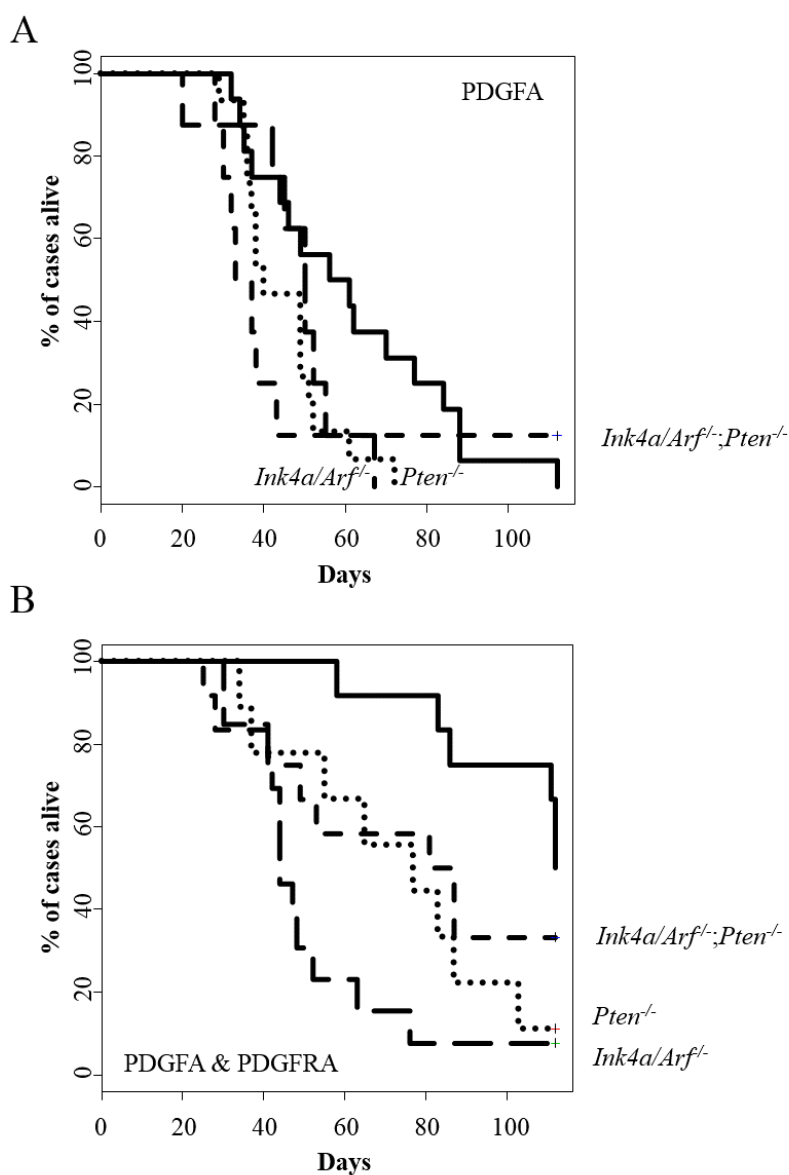 A
PDGFA
% of cases alive
100
80
60
40
20
0
Ink4a/Arf-/-;Pten-/-
Ink4a/Arf-/-
Pten-/-
0 20 40 60 80 100
Days
B
% of cases alive
100
80
60
40
20
0
Ink4a/Arf-/-;Pten-/-
Pten-/-
Ink4a/Arf-/-
PDGFA & PDGFRA
0 20 40 60 80 100
Days